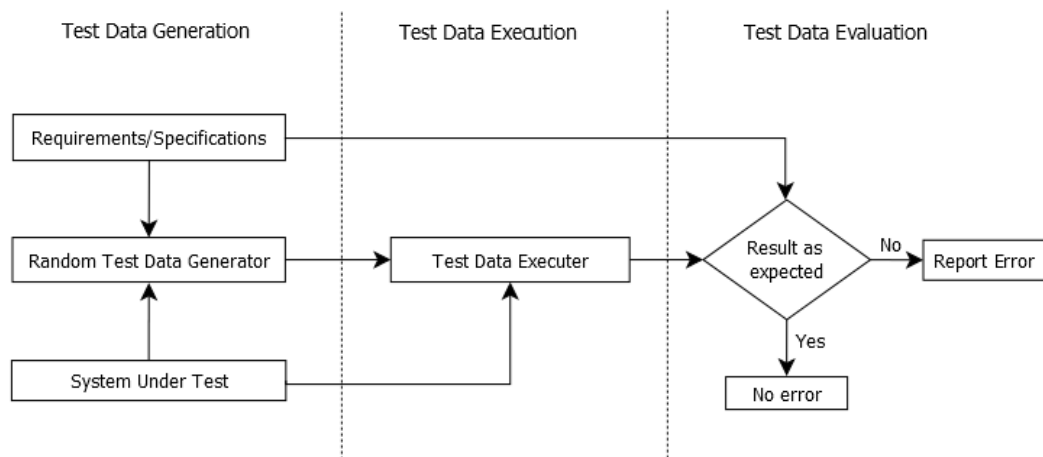 Test Data Generation
Test Data Execution
Test Data Evaluation
Requirements/Specifications
Random Test Data Generator
Test Data Executer
Result as
expected
No
Report Error
Yes
System Under Test
No error